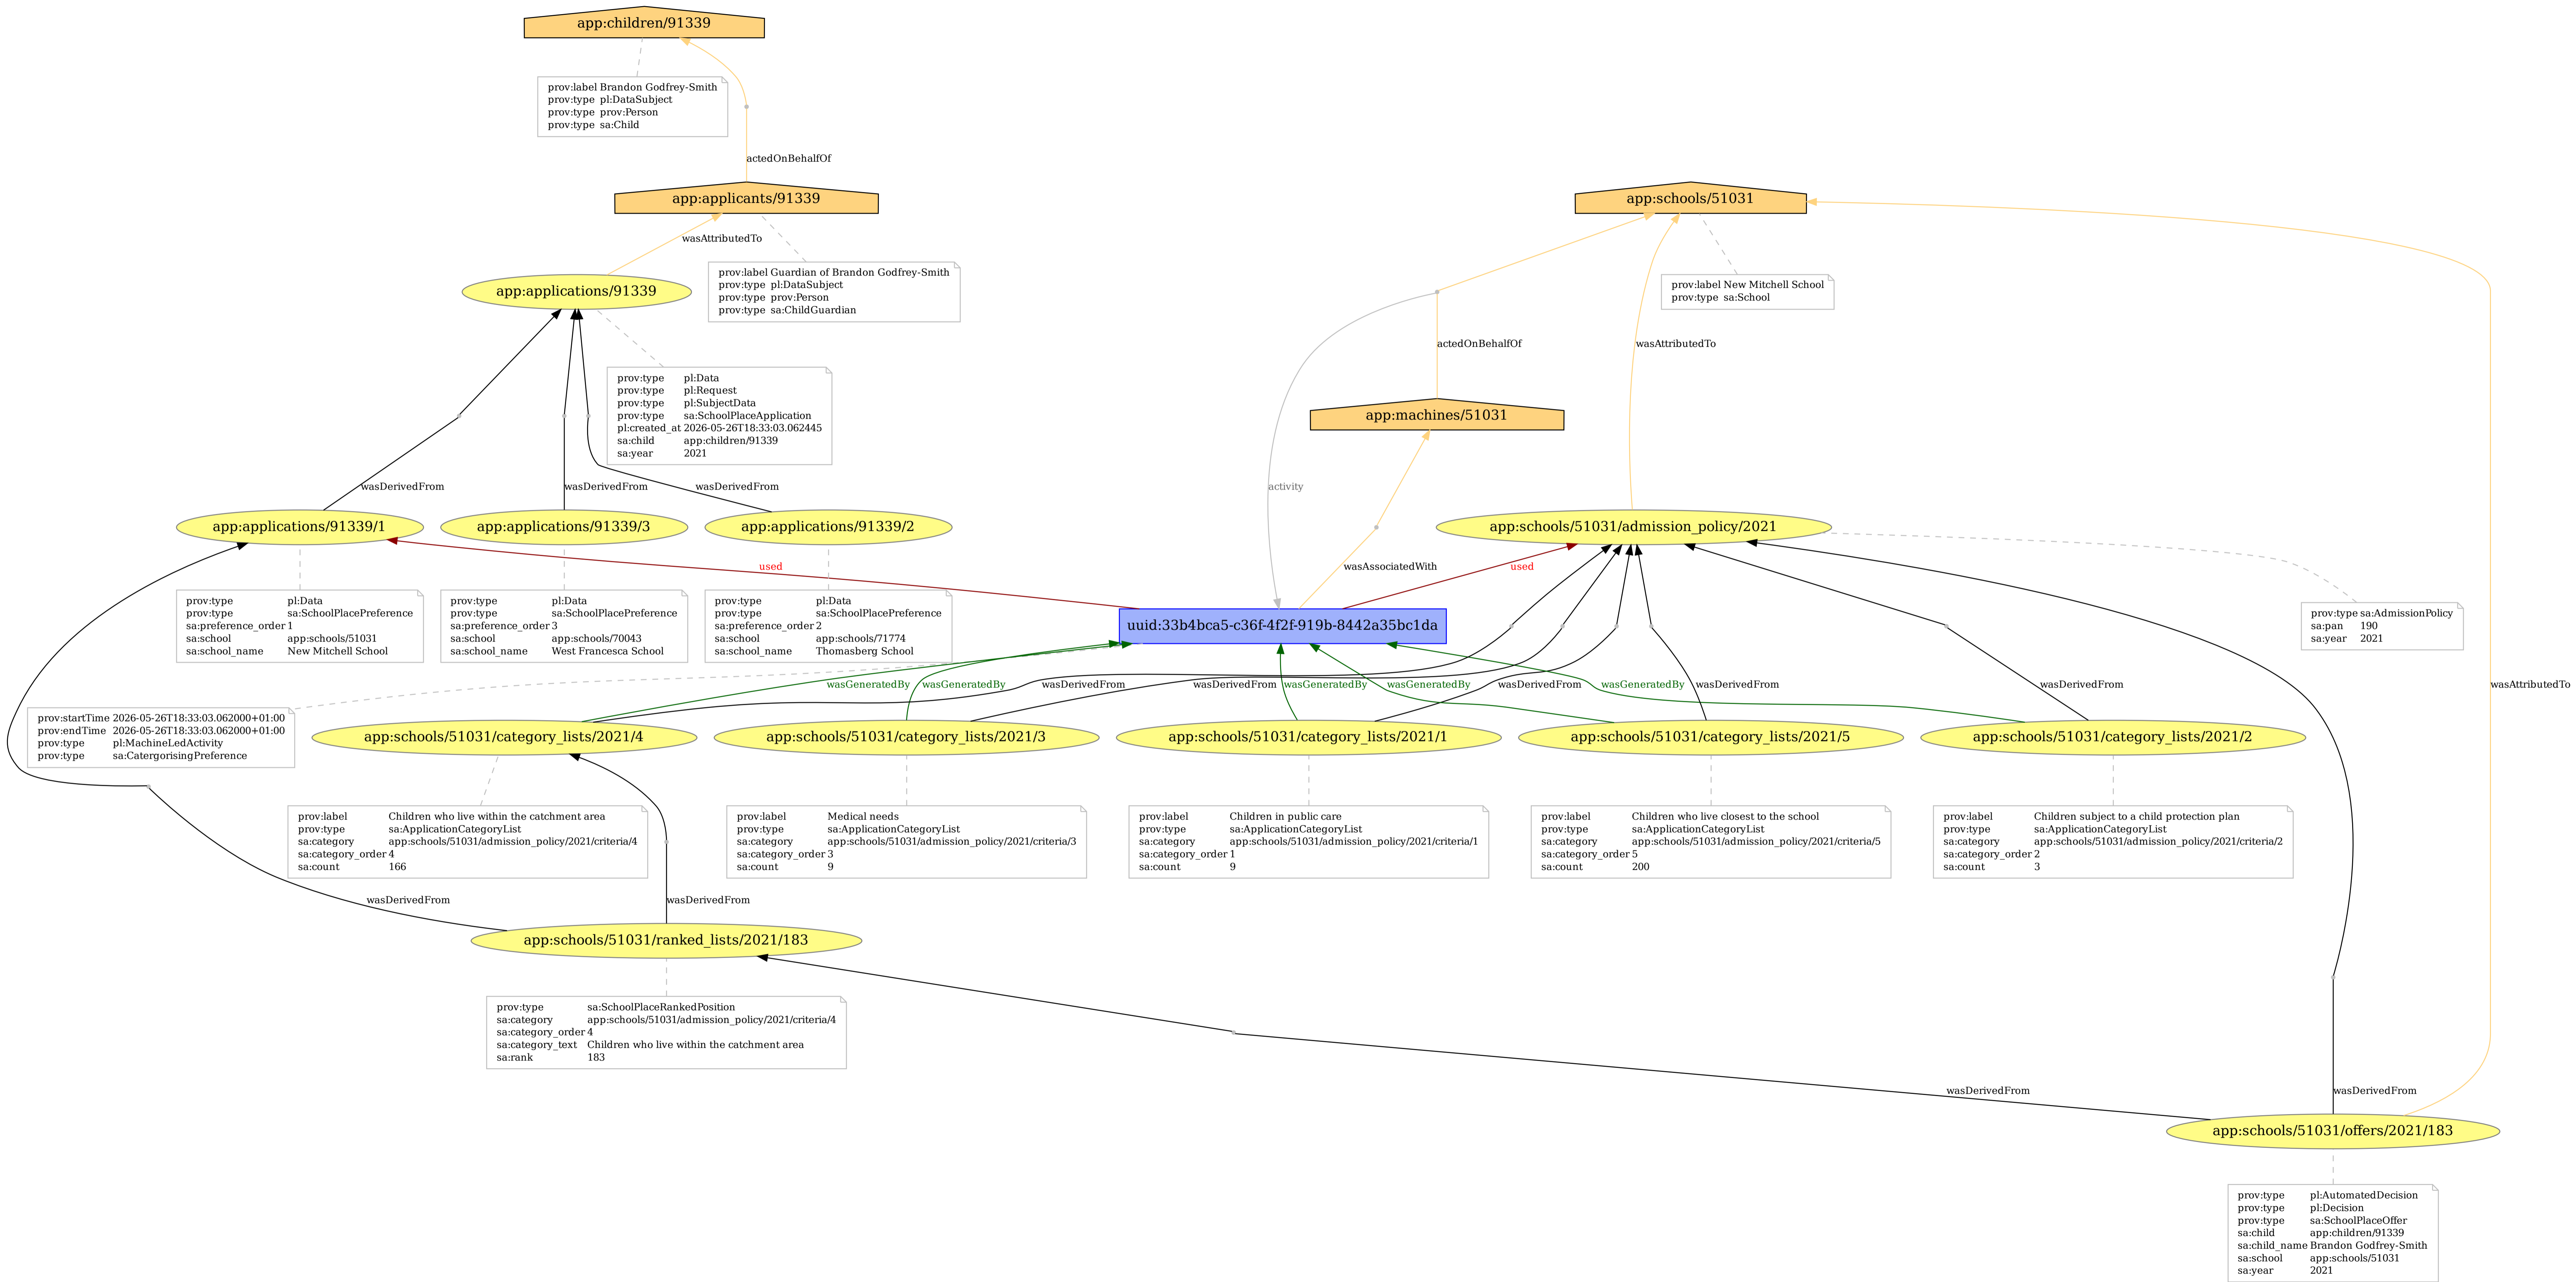 app:children/91339
prov:label Brandon Godfrey-Smith
prov:type pl:DataSubject
prov:type prov:Person
prov:type sa:Child
actedOnBehalfOf
app:applicants/91339
app:schools/51031
wasAttributedTo
prov:label Guardian of Brandon Godfrey-Smith
prov:type pl:DataSubject
prov:type prov:Person
prov:type sa:ChildGuardian
prov:label New Mitchell School
prov:type sa:School
app:applications/91339
actedOnBehalfOf
wasAttributedTo
prov:type pl:Data
prov:type pl:Request
prov:type pl:SubjectData
prov:type sa:SchoolPlaceApplication
pl:created_at 2026-05-26T18:33:03.062445
sa:child app:children/91339
sa:year 2021
app:machines/51031
wasDerivedFrom
wasDerivedFrom
wasDerivedFrom
activity
app:applications/91339/1
app:applications/91339/3
app:applications/91339/2
app:schools/51031/admission_policy/2021
used
wasAssociatedWith
used
prov:type pl:Data
prov:type sa:SchoolPlacePreference
sa:preference_order 1
sa:school app:schools/51031
sa:school_name New Mitchell School
prov:type pl:Data
prov:type sa:SchoolPlacePreference
sa:preference_order 3
sa:school app:schools/70043
sa:school_name West Francesca School
prov:type pl:Data
prov:type sa:SchoolPlacePreference
sa:preference_order 2
sa:school app:schools/71774
sa:school_name Thomasberg School
uuid:33b4bca5-c36f-4f2f-919b-8442a35bc1da
prov:type sa:AdmissionPolicy
sa:pan 190
sa:year 2021
wasGeneratedBy
wasGeneratedBy
wasDerivedFrom
wasDerivedFrom
wasGeneratedBy
wasGeneratedBy
wasDerivedFrom
wasGeneratedBy
wasDerivedFrom
wasDerivedFrom
wasAttributedTo
prov:startTime 2026-05-26T18:33:03.062000+01:00
prov:endTime 2026-05-26T18:33:03.062000+01:00
prov:type pl:MachineLedActivity
prov:type sa:CatergorisingPreference
app:schools/51031/category_lists/2021/4
app:schools/51031/category_lists/2021/3
app:schools/51031/category_lists/2021/1
app:schools/51031/category_lists/2021/5
app:schools/51031/category_lists/2021/2
prov:label Children who live within the catchment area
prov:type sa:ApplicationCategoryList
sa:category app:schools/51031/admission_policy/2021/criteria/4
sa:category_order 4
sa:count 166
prov:label Medical needs
prov:type sa:ApplicationCategoryList
sa:category app:schools/51031/admission_policy/2021/criteria/3
sa:category_order 3
sa:count 9
prov:label Children in public care
prov:type sa:ApplicationCategoryList
sa:category app:schools/51031/admission_policy/2021/criteria/1
sa:category_order 1
sa:count 9
prov:label Children who live closest to the school
prov:type sa:ApplicationCategoryList
sa:category app:schools/51031/admission_policy/2021/criteria/5
sa:category_order 5
sa:count 200
prov:label Children subject to a child protection plan
prov:type sa:ApplicationCategoryList
sa:category app:schools/51031/admission_policy/2021/criteria/2
sa:category_order 2
sa:count 3
wasDerivedFrom
wasDerivedFrom
app:schools/51031/ranked_lists/2021/183
prov:type sa:SchoolPlaceRankedPosition
sa:category app:schools/51031/admission_policy/2021/criteria/4
sa:category_order 4
sa:category_text Children who live within the catchment area
sa:rank 183
wasDerivedFrom
wasDerivedFrom
app:schools/51031/offers/2021/183
prov:type pl:AutomatedDecision
prov:type pl:Decision
prov:type sa:SchoolPlaceOffer
sa:child app:children/91339
sa:child_name Brandon Godfrey-Smith
sa:school app:schools/51031
sa:year 2021